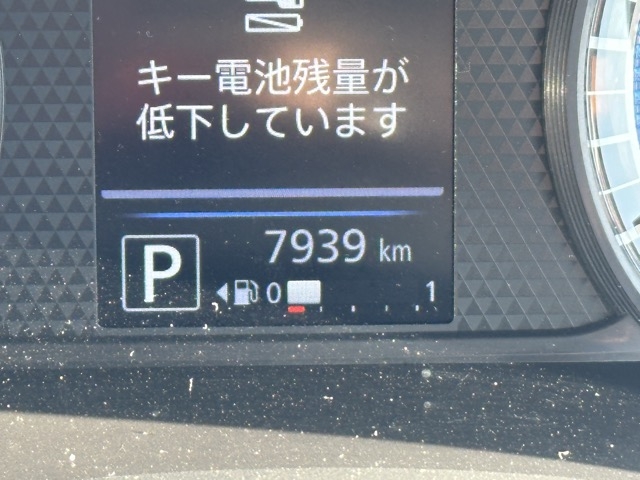 キー電池残量が
低下しています
7939 km
P
0 1